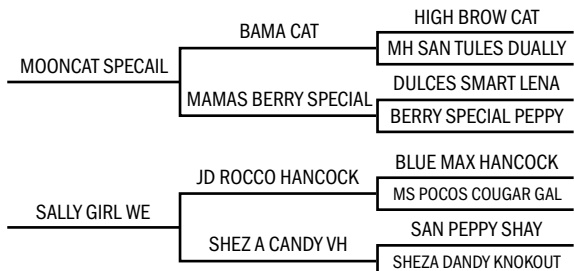 HIGH BROW CAT
BAMA CAT
MH SAN TULES DUALLY
MOONCAT SPECAIL
DULCES SMART LENA
MAMAS BERRY SPECIAL
BERRY SPECIAL PEPPY
BLUE MAX HANCOCK
JD ROCCO HANCOCK
MS POCOS COUGAR GAL
SALLY GIRL WE
SAN PEPPY SHAY
SHEZ A CANDY VH
SHEZA DANDY KNOKOUT